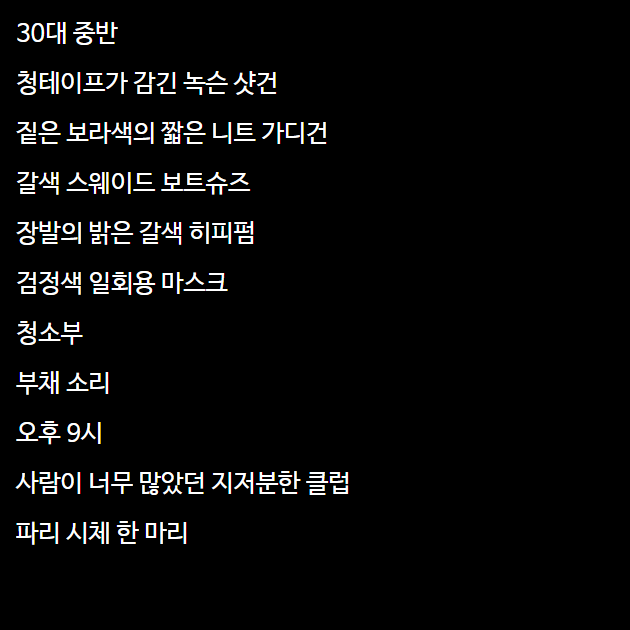 30대 중반
청테이프가 감긴 녹슨 샷건
짙은 보라색의 짧은 니트 가디건
갈색 스웨이드 보트슈즈
장발의 밝은 갈색 히피펌
검정색 일회용 마스크
청소부
부채 소리
오후 9시
사람이 너무 많았던 지저분한 클럽
파리 시체 한 마리